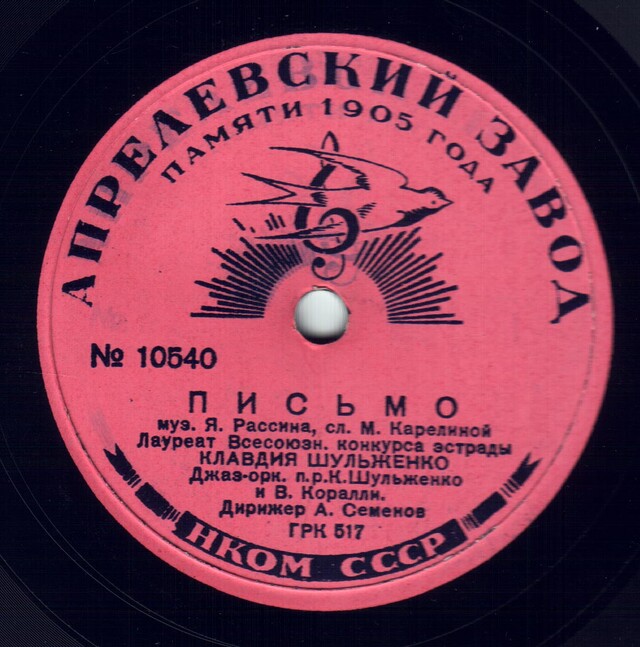 АПРЕЛЕВСКИЙ ЗАВОД
ПАМЯТИ 1905 ГОДА
№ 10540
ПИСЬМО
муз. Я. Рассина, сл. М. Карелиной
Лауреат Всесоюзн. конкурса эстрады
КЛАВДИЯ ШУЛЬЖЕНКО
Джаз-орк. п.р.К.Шульженко
и В. Коралли.
Дирижер А. Семенов
ГРК 517
НКОМ СССР